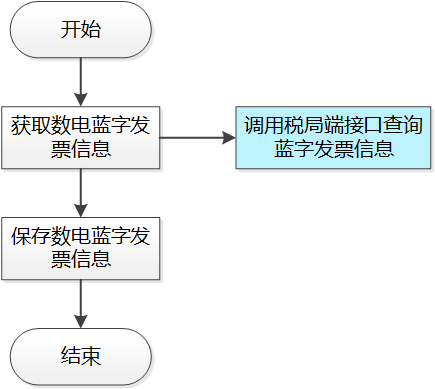 开始
获取数电蓝字发
票信息
调用税局端接口查询
蓝字发票信息
保存数电蓝字发
票信息
结束